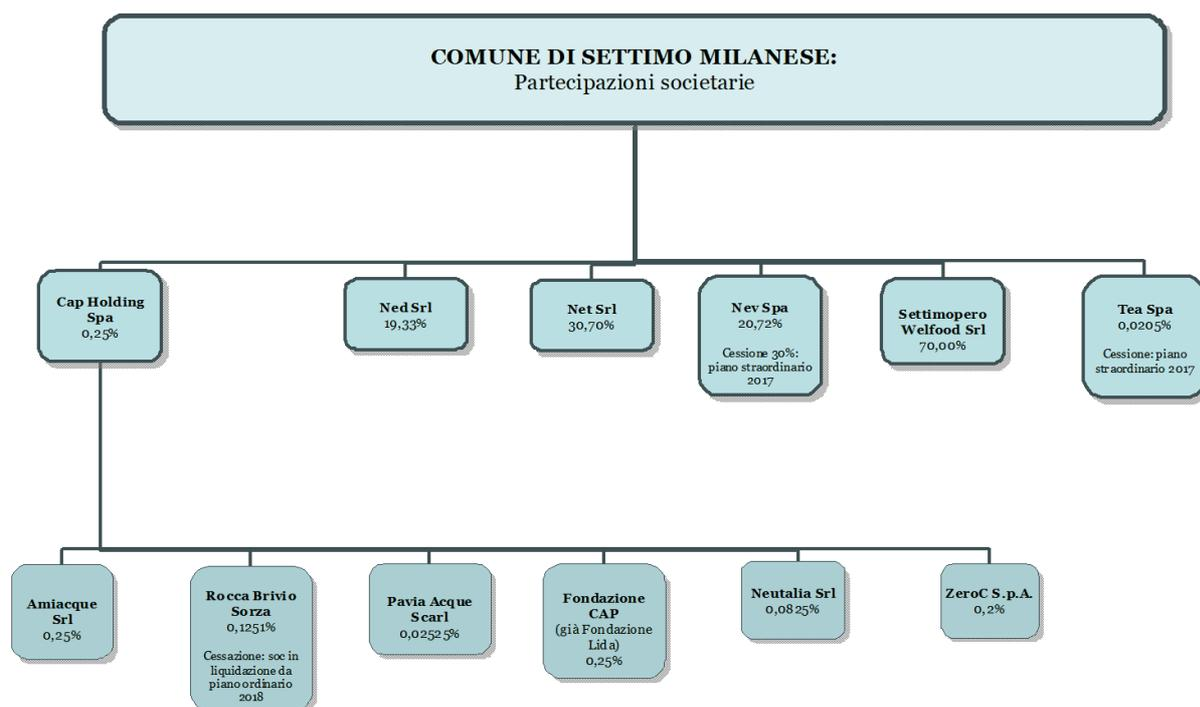 COMUNE DI SETTIMO MILANESE:
Partecipazioni societarie
Cap Holding
Spa
0,25%
Ned Srl
19,33%
Net Srl
30,70%
Nev Spa
20,72%
Cessione 30%:
piano straordinario
2017
Settimopero
Welfood Srl
70,00%
Tea Spa
0,0205%
Cessione: piano
straordinario 2017
Amiacque
Srl
0,25%
Rocca Brivio
Sorza
0,1251%
Cessazione: soc in
liquidazione da
piano ordinario
2018
Pavia Acque
Scarl
0,02525%
Fondazione
CAP
(già Fondazione
Lida)
0,25%
Neutalia Srl
0,0825%
ZeroC S.p.A.
0,2%